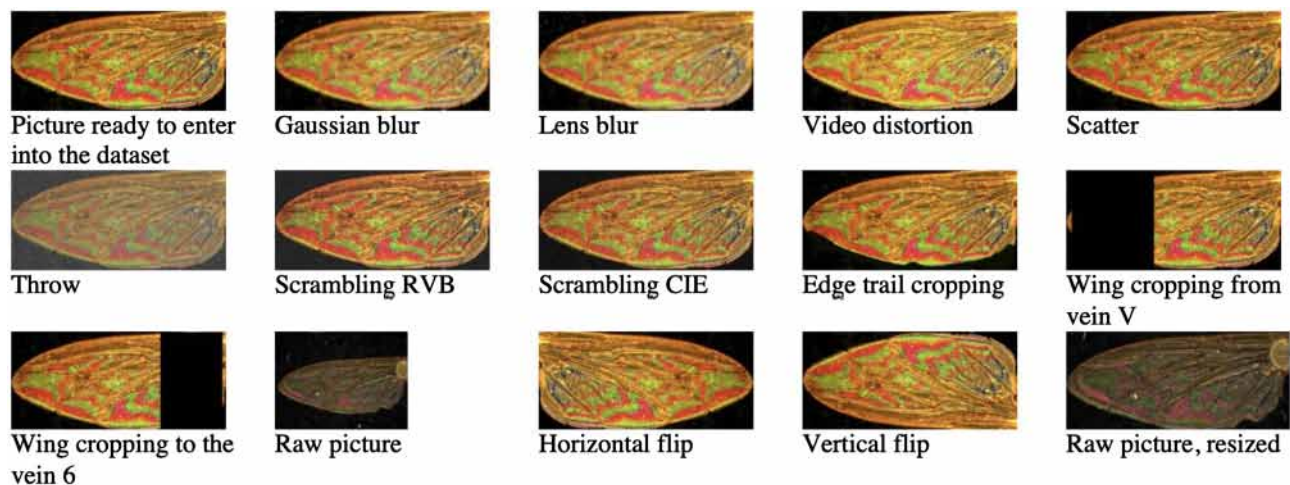 Picture ready to enter
into the dataset
Gaussian blur
Lens blur
Video distortion
Scatter
Throw
Scrambling RVB
Scrambling CIE
Edge trail cropping
Wing cropping from
vein V
Wing cropping to the
vein 6
Raw picture
Horizontal flip
Vertical flip
Raw picture, resized